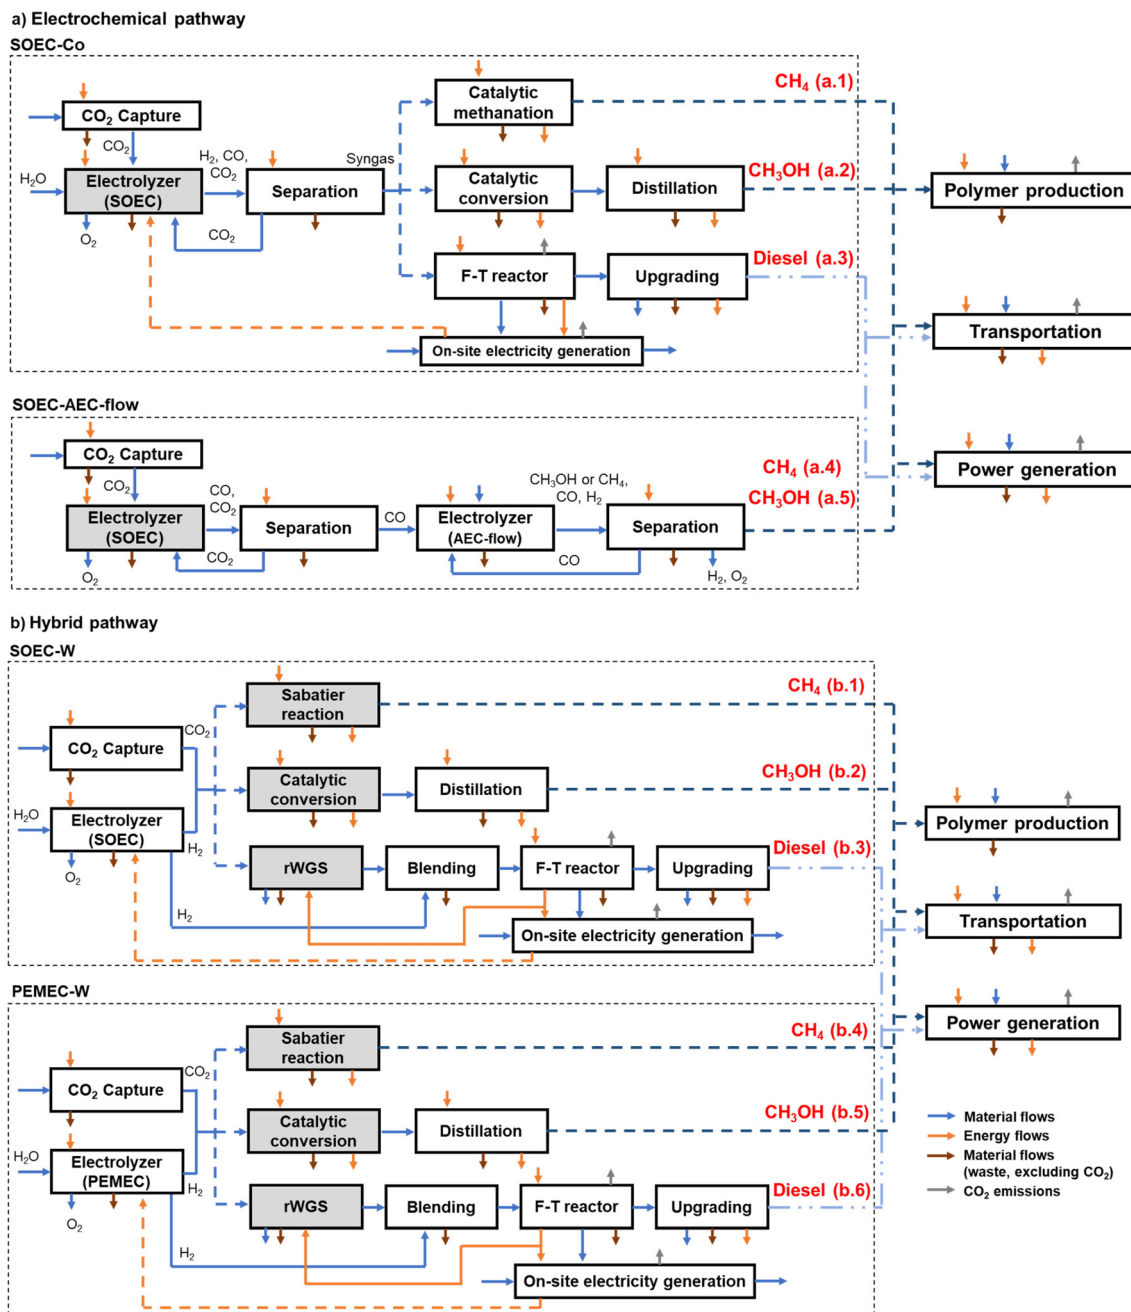 a) Electrochemical pathway
SOEC-Co
CO2 Capture
CO2
H2O
Electrolyzer
(SOEC)
O2
H2, CO,
CO2
Separation
CO2
Syngas
Catalytic
methanation
CH4 (a.1)
Catalytic
conversion
Distillation
CH3OH (a.2)
F-T reactor
Upgrading
Diesel (a.3)
On-site electricity generation
Polymer production
Transportation
Power generation
SOEC-AEC-flow
CO2 Capture
CO2
Electrolyzer
(SOEC)
O2
CO,
CO2
Separation
CO2
CO
Electrolyzer
(AEC-flow)
CH3OH or CH4,
CO, H2
Separation
CO
H2, O2
CH4 (a.4)
CH3OH (a.5)
b) Hybrid pathway
SOEC-W
CO2 Capture
CO2
H2O
Electrolyzer
(SOEC)
O2
H2
H2
Sabatier
reaction
CH4 (b.1)
Catalytic
conversion
Distillation
CH3OH (b.2)
rWGS
Blending
F-T reactor
Upgrading
Diesel (b.3)
On-site electricity generation
Polymer production
Transportation
Power generation
PEMEC-W
CO2 Capture
CO2
H2O
Electrolyzer
(PEMEC)
O2
H2
H2
Sabatier
reaction
CH4 (b.4)
Catalytic
conversion
Distillation
CH3OH (b.5)
rWGS
Blending
F-T reactor
Upgrading
Diesel (b.6)
On-site electricity generation
Material flows
Energy flows
Material flows
(waste, excluding CO2)
CO2 emissions